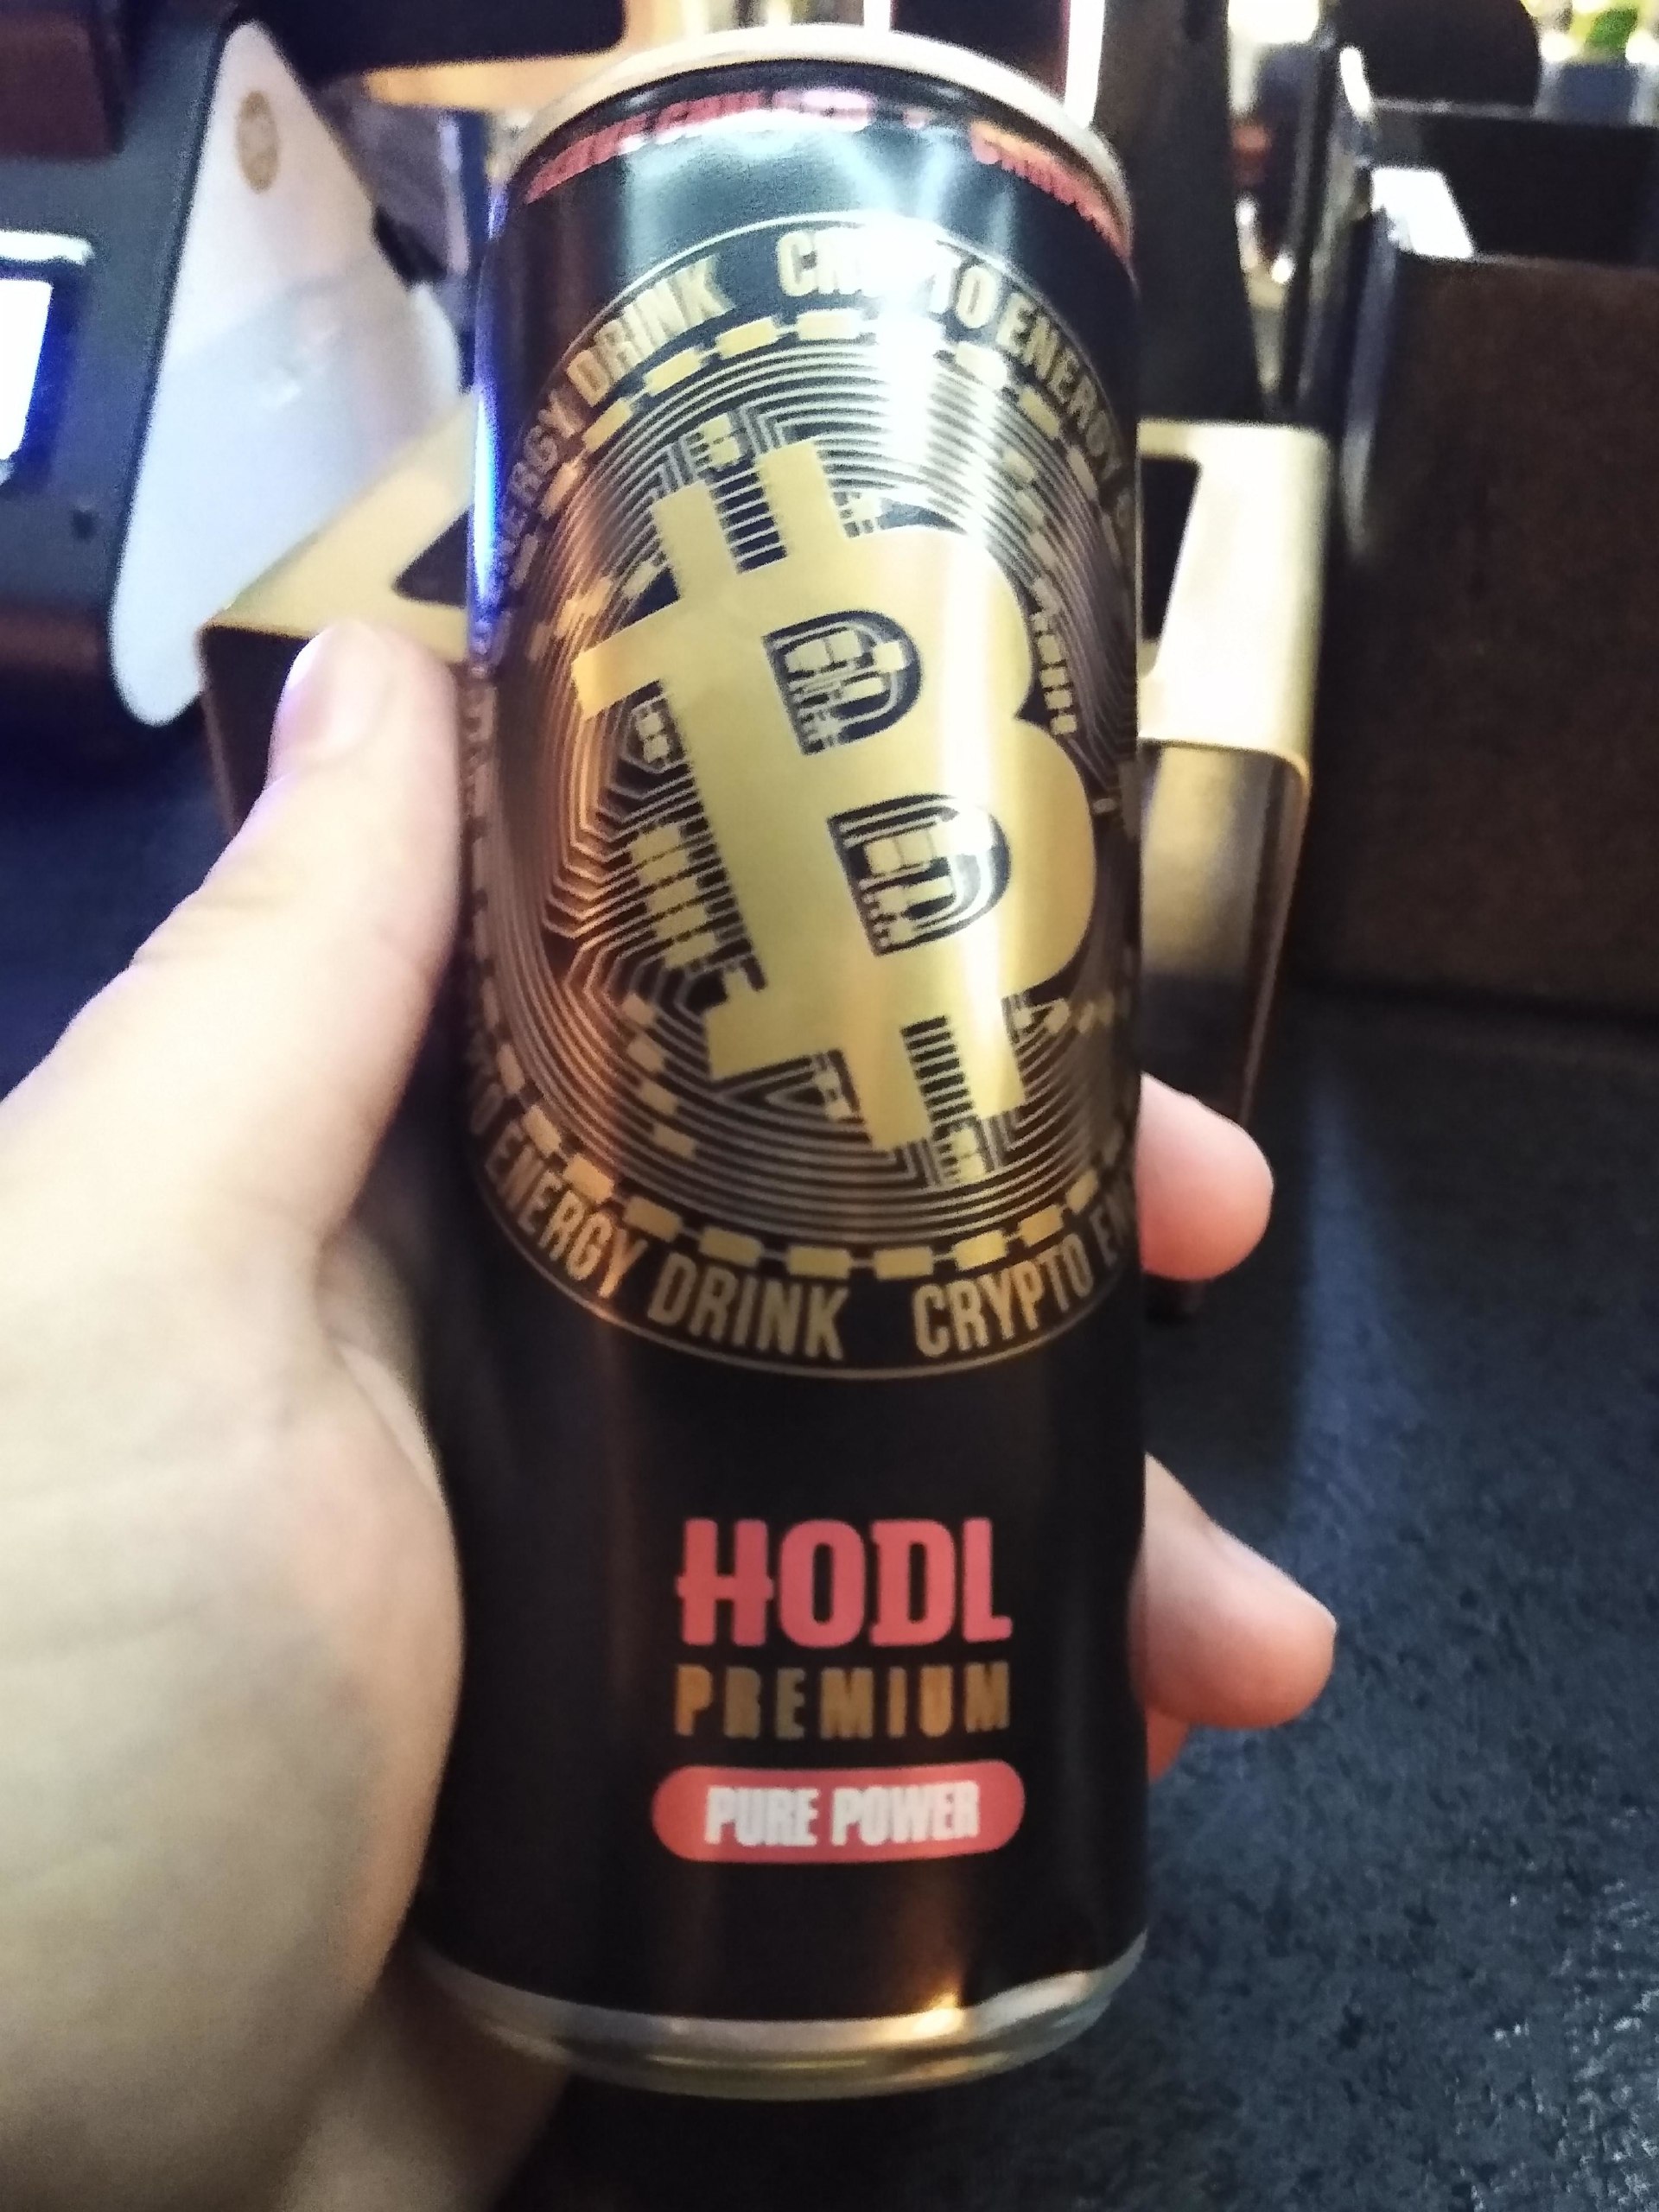 ENERGY DRINK CRYPTO ENERGY
ENERGY DRINK CRYPTO
HODL
PREMIUM
PURE POWER